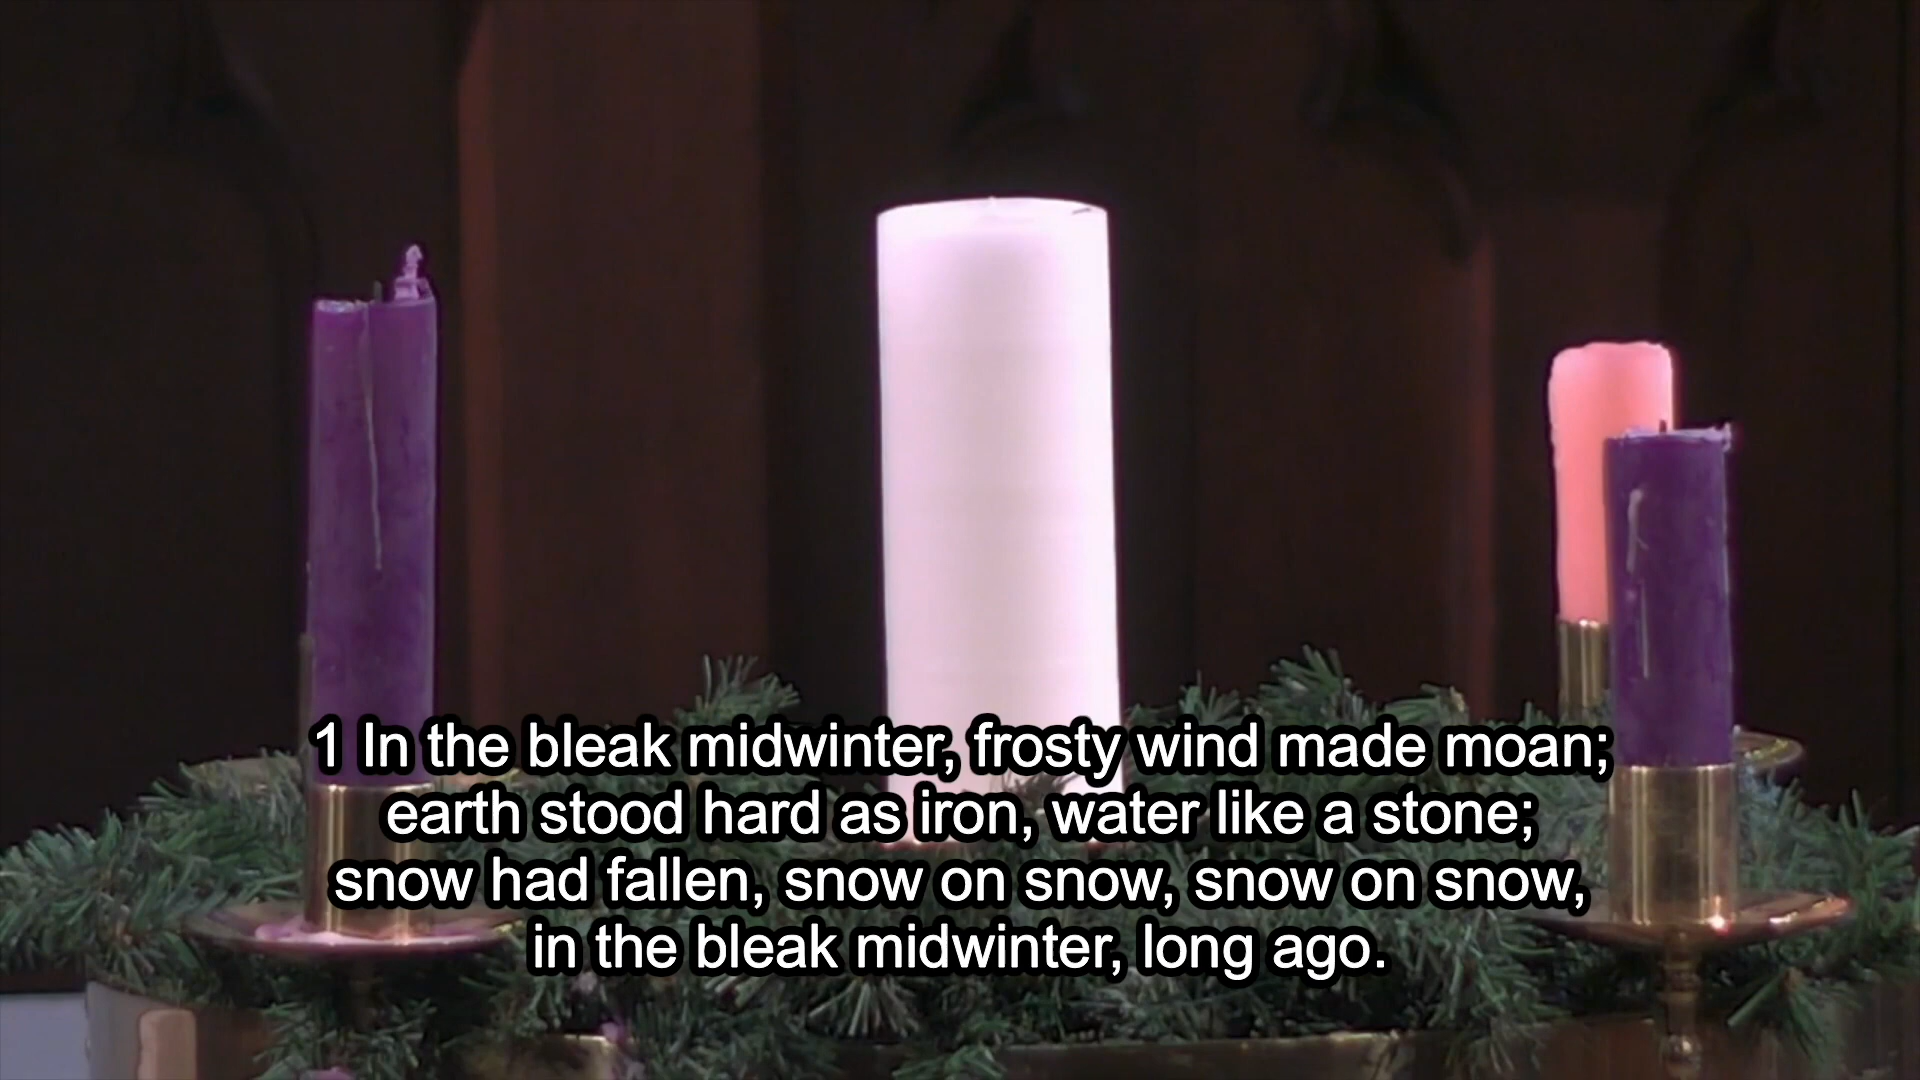 1 In the bleak midwinter, frosty wind made moan;
earth stood hard as iron, water like a stone;
snow had fallen, snow on snow, snow on snow,
in the bleak midwinter, long ago.